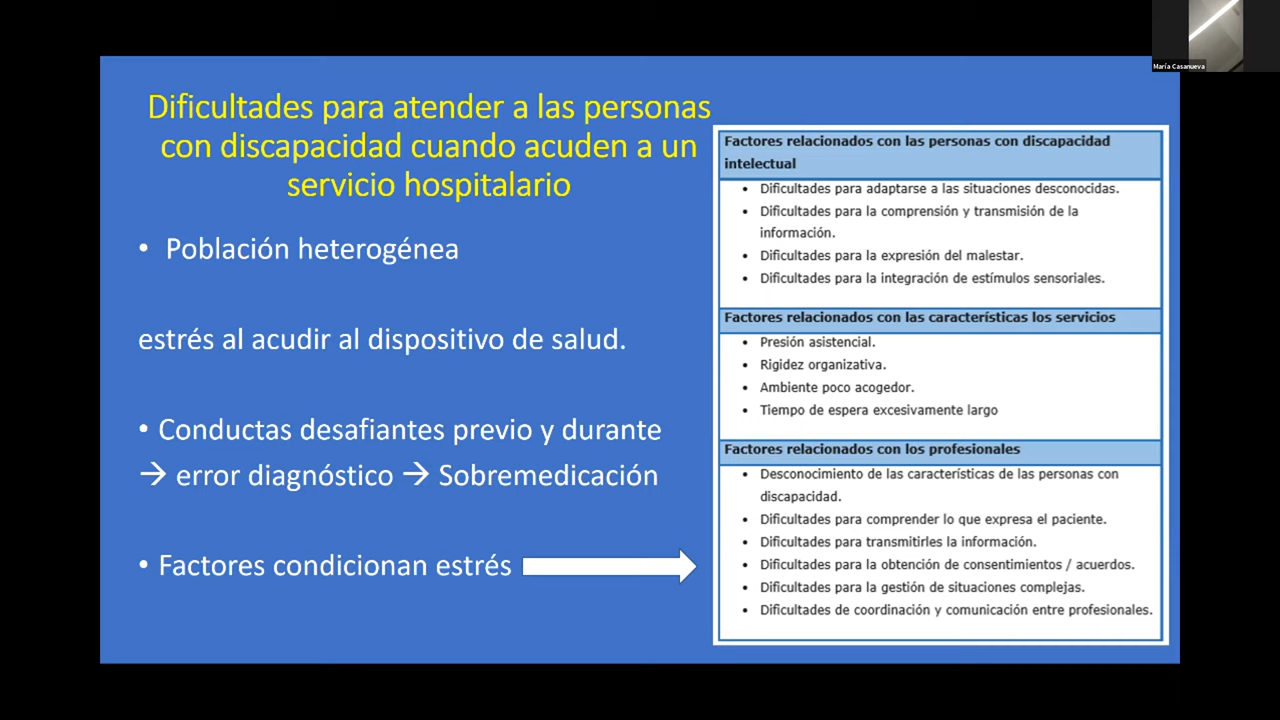 María Casanueva
Dificultades para atender a las personas
con discapacidad cuando acuden a un
servicio hospitalario
• Población heterogénea
estrés al acudir al dispositivo de salud.
• Conductas desafiantes previo y durante
→ error diagnóstico → Sobremedicación
• Factores condicionan estrés
Factores relacionados con las personas con discapacidad
intelectual
• Dificultades para adaptarse a las situaciones desconocidas.
• Dificultades para la comprensión y transmisión de la
información.
• Dificultades para la expresión del malestar.
• Dificultades para la integración de estímulos sensoriales.
Factores relacionados con las características los servicios
• Presión asistencial.
• Rigidez organizativa.
• Ambiente poco acogedor.
• Tiempo de espera excesivamente largo
Factores relacionados con los profesionales
• Desconocimiento de las características de las personas con
discapacidad.
• Dificultades para comprender lo que expresa el paciente.
• Dificultades para transmitirles la información.
• Dificultades para la obtención de consentimientos / acuerdos.
• Dificultades para la gestión de situaciones complejas.
• Dificultades de coordinación y comunicación entre profesionales.